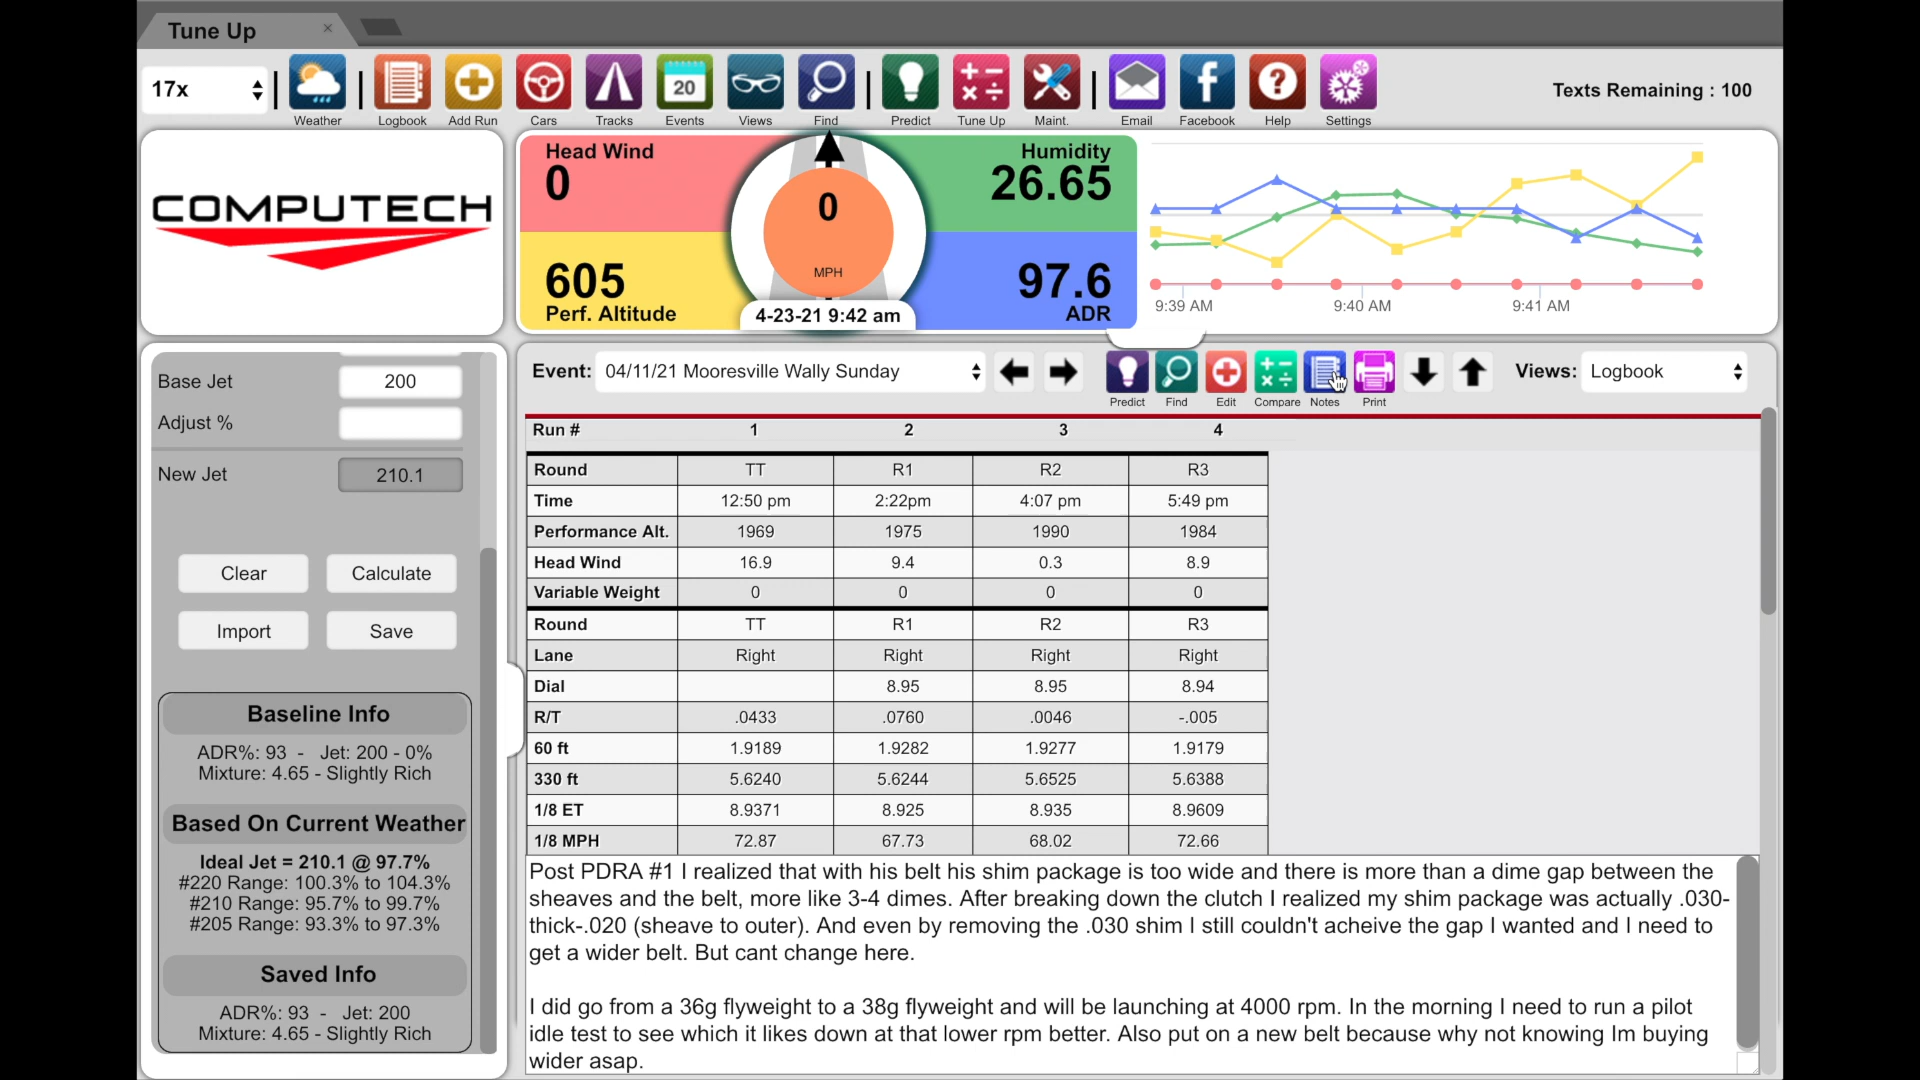 Tune Up ×
17x
Weather
Logbook
Add Run
Cars
Tracks
20
Events
Views
Find
Predict
Tune Up
Maint.
Email
Facebook
Help
Settings
Texts Remaining : 100
COMPUTECH
Head Wind
0
605
Perf. Altitude
0
MPH
4-23-21 9:42 am
Humidity
26.65
97.6
ADR
9:39 AM 9:40 AM 9:41 AM
Base Jet 200
Adjust %
New Jet 210.1
Clear Calculate
Import Save
Baseline Info
ADR%: 93 - Jet: 200 - 0%
Mixture: 4.65 - Slightly Rich
Based On Current Weather
Ideal Jet = 210.1 @ 97.7%
#220 Range: 100.3% to 104.3%
#210 Range: 95.7% to 99.7%
#205 Range: 93.3% to 97.3%
Saved Info
ADR%: 93 - Jet: 200
Mixture: 4.65 - Slightly Rich
Event: 04/11/21 Mooresville Wally Sunday
Predict Find Edit Compare Notes Print
Views: Logbook
Run # 1 2 3 4
Round TT R1 R2 R3
Time 12:50 pm 2:22pm 4:07 pm 5:49 pm
Performance Alt. 1969 1975 1990 1984
Head Wind 16.9 9.4 0.3 8.9
Variable Weight 0 0 0 0
Round TT R1 R2 R3
Lane Right Right Right Right
Dial 8.95 8.95 8.94
R/T .0433 .0760 .0046 -.005
60 ft 1.9189 1.9282 1.9277 1.9179
330 ft 5.6240 5.6244 5.6525 5.6388
1/8 ET 8.9371 8.925 8.935 8.9609
1/8 MPH 72.87 67.73 68.02 72.66
Post PDRA #1 I realized that with his belt his shim package is too wide and there is more than a dime gap between the
sheaves and the belt, more like 3-4 dimes. After breaking down the clutch I realized my shim package was actually .030-
thick-.020 (sheave to outer). And even by removing the .030 shim I still couldn't acheive the gap I wanted and I need to
get a wider belt. But cant change here.
I did go from a 36g flyweight to a 38g flyweight and will be launching at 4000 rpm. In the morning I need to run a pilot
idle test to see which it likes down at that lower rpm better. Also put on a new belt because why not knowing Im buying
wider asap.